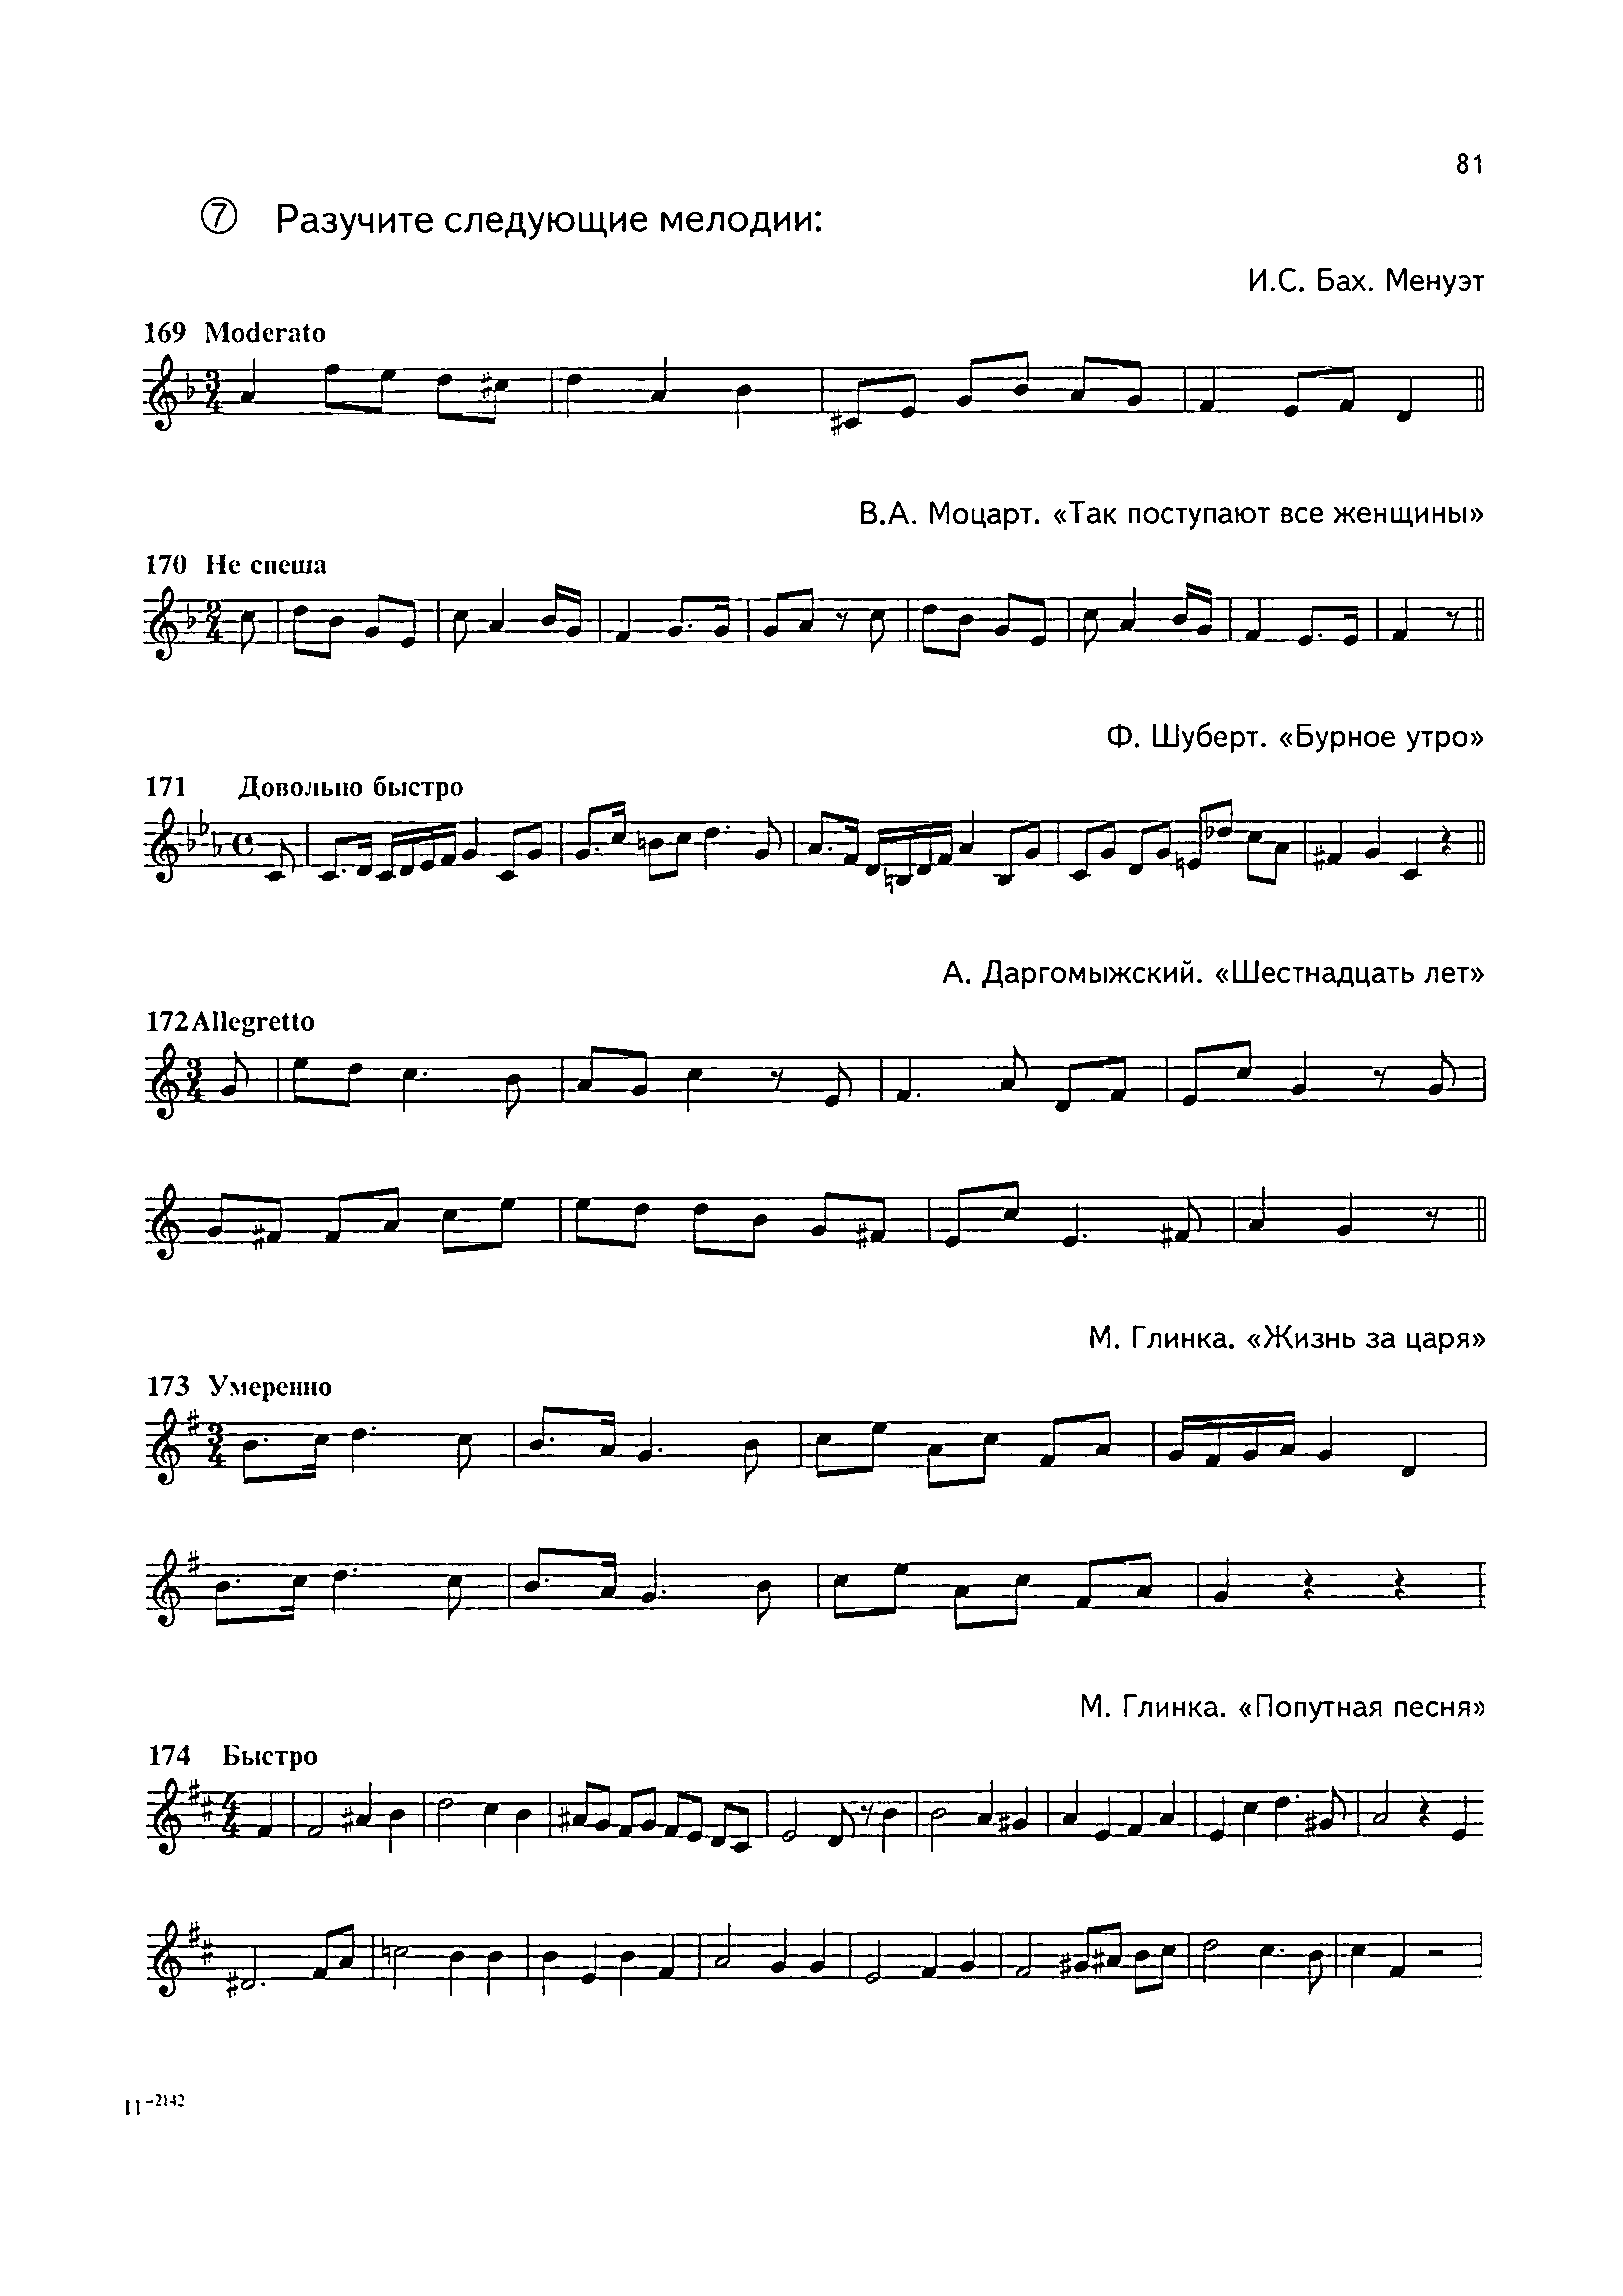 81
⑦ Разучите следующие мелодии:
И.С. Бах. Менуэт
169 Moderato
В.А. Моцарт. «Так поступают все женщины»
170 Не спеша
Ф. Шуберт. «Бурное утро»
171 Довольно быстро
А. Даргомыжский. «Шестнадцать лет»
172 Allegretto
М. Глинка. «Жизнь за царя»
173 Умеренно
М. Глинка. «Попутная песня»
174 Быстро
11–2142